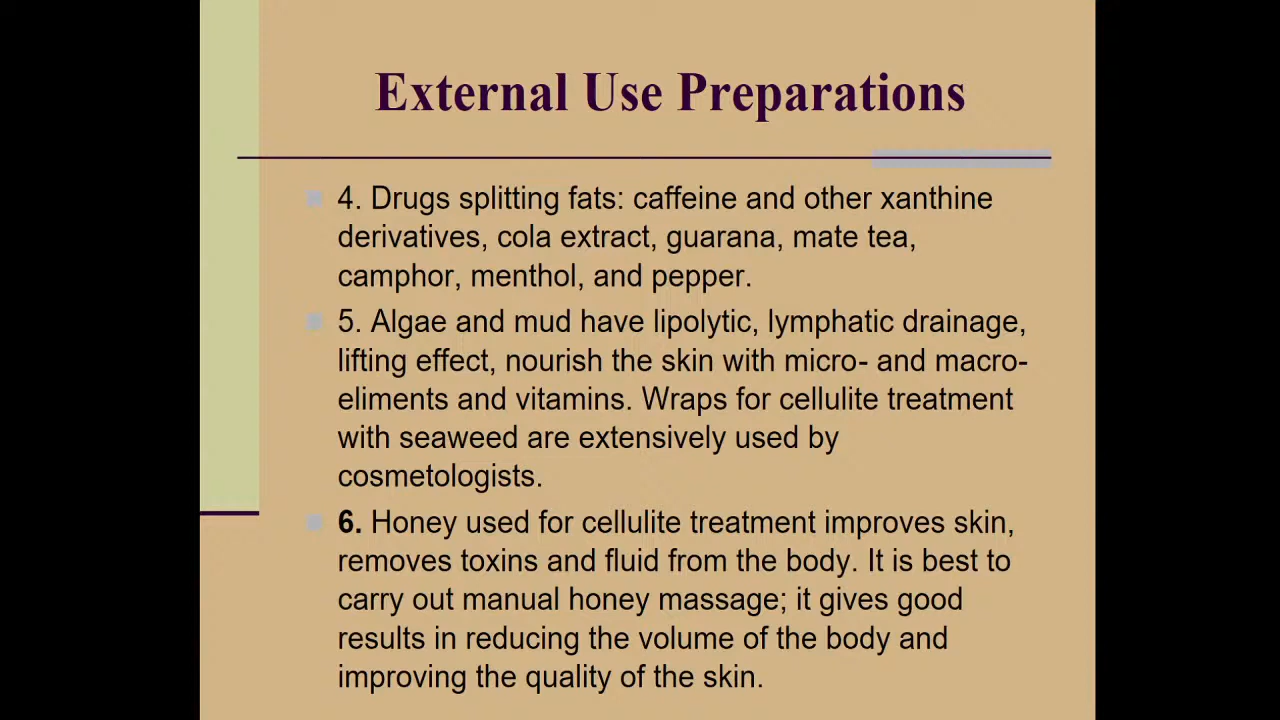 External Use Preparations
4. Drugs splitting fats: caffeine and other xanthine
derivatives, cola extract, guarana, mate tea,
camphor, menthol, and pepper.
5. Algae and mud have lipolytic, lymphatic drainage,
lifting effect, nourish the skin with micro- and macro-
eliments and vitamins. Wraps for cellulite treatment
with seaweed are extensively used by
cosmetologists.
6. Honey used for cellulite treatment improves skin,
removes toxins and fluid from the body. It is best to
carry out manual honey massage; it gives good
results in reducing the volume of the body and
improving the quality of the skin.